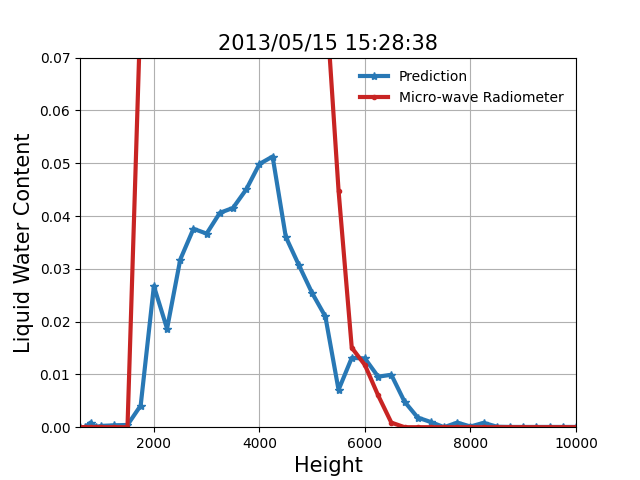 2013/05/15 15:28:38
0.07
0.06
0.05
0.04
0.03
0.02
0.01
0.00
Liquid Water Content
Prediction
Micro-wave Radiometer
2000 4000 6000 8000 10000
Height